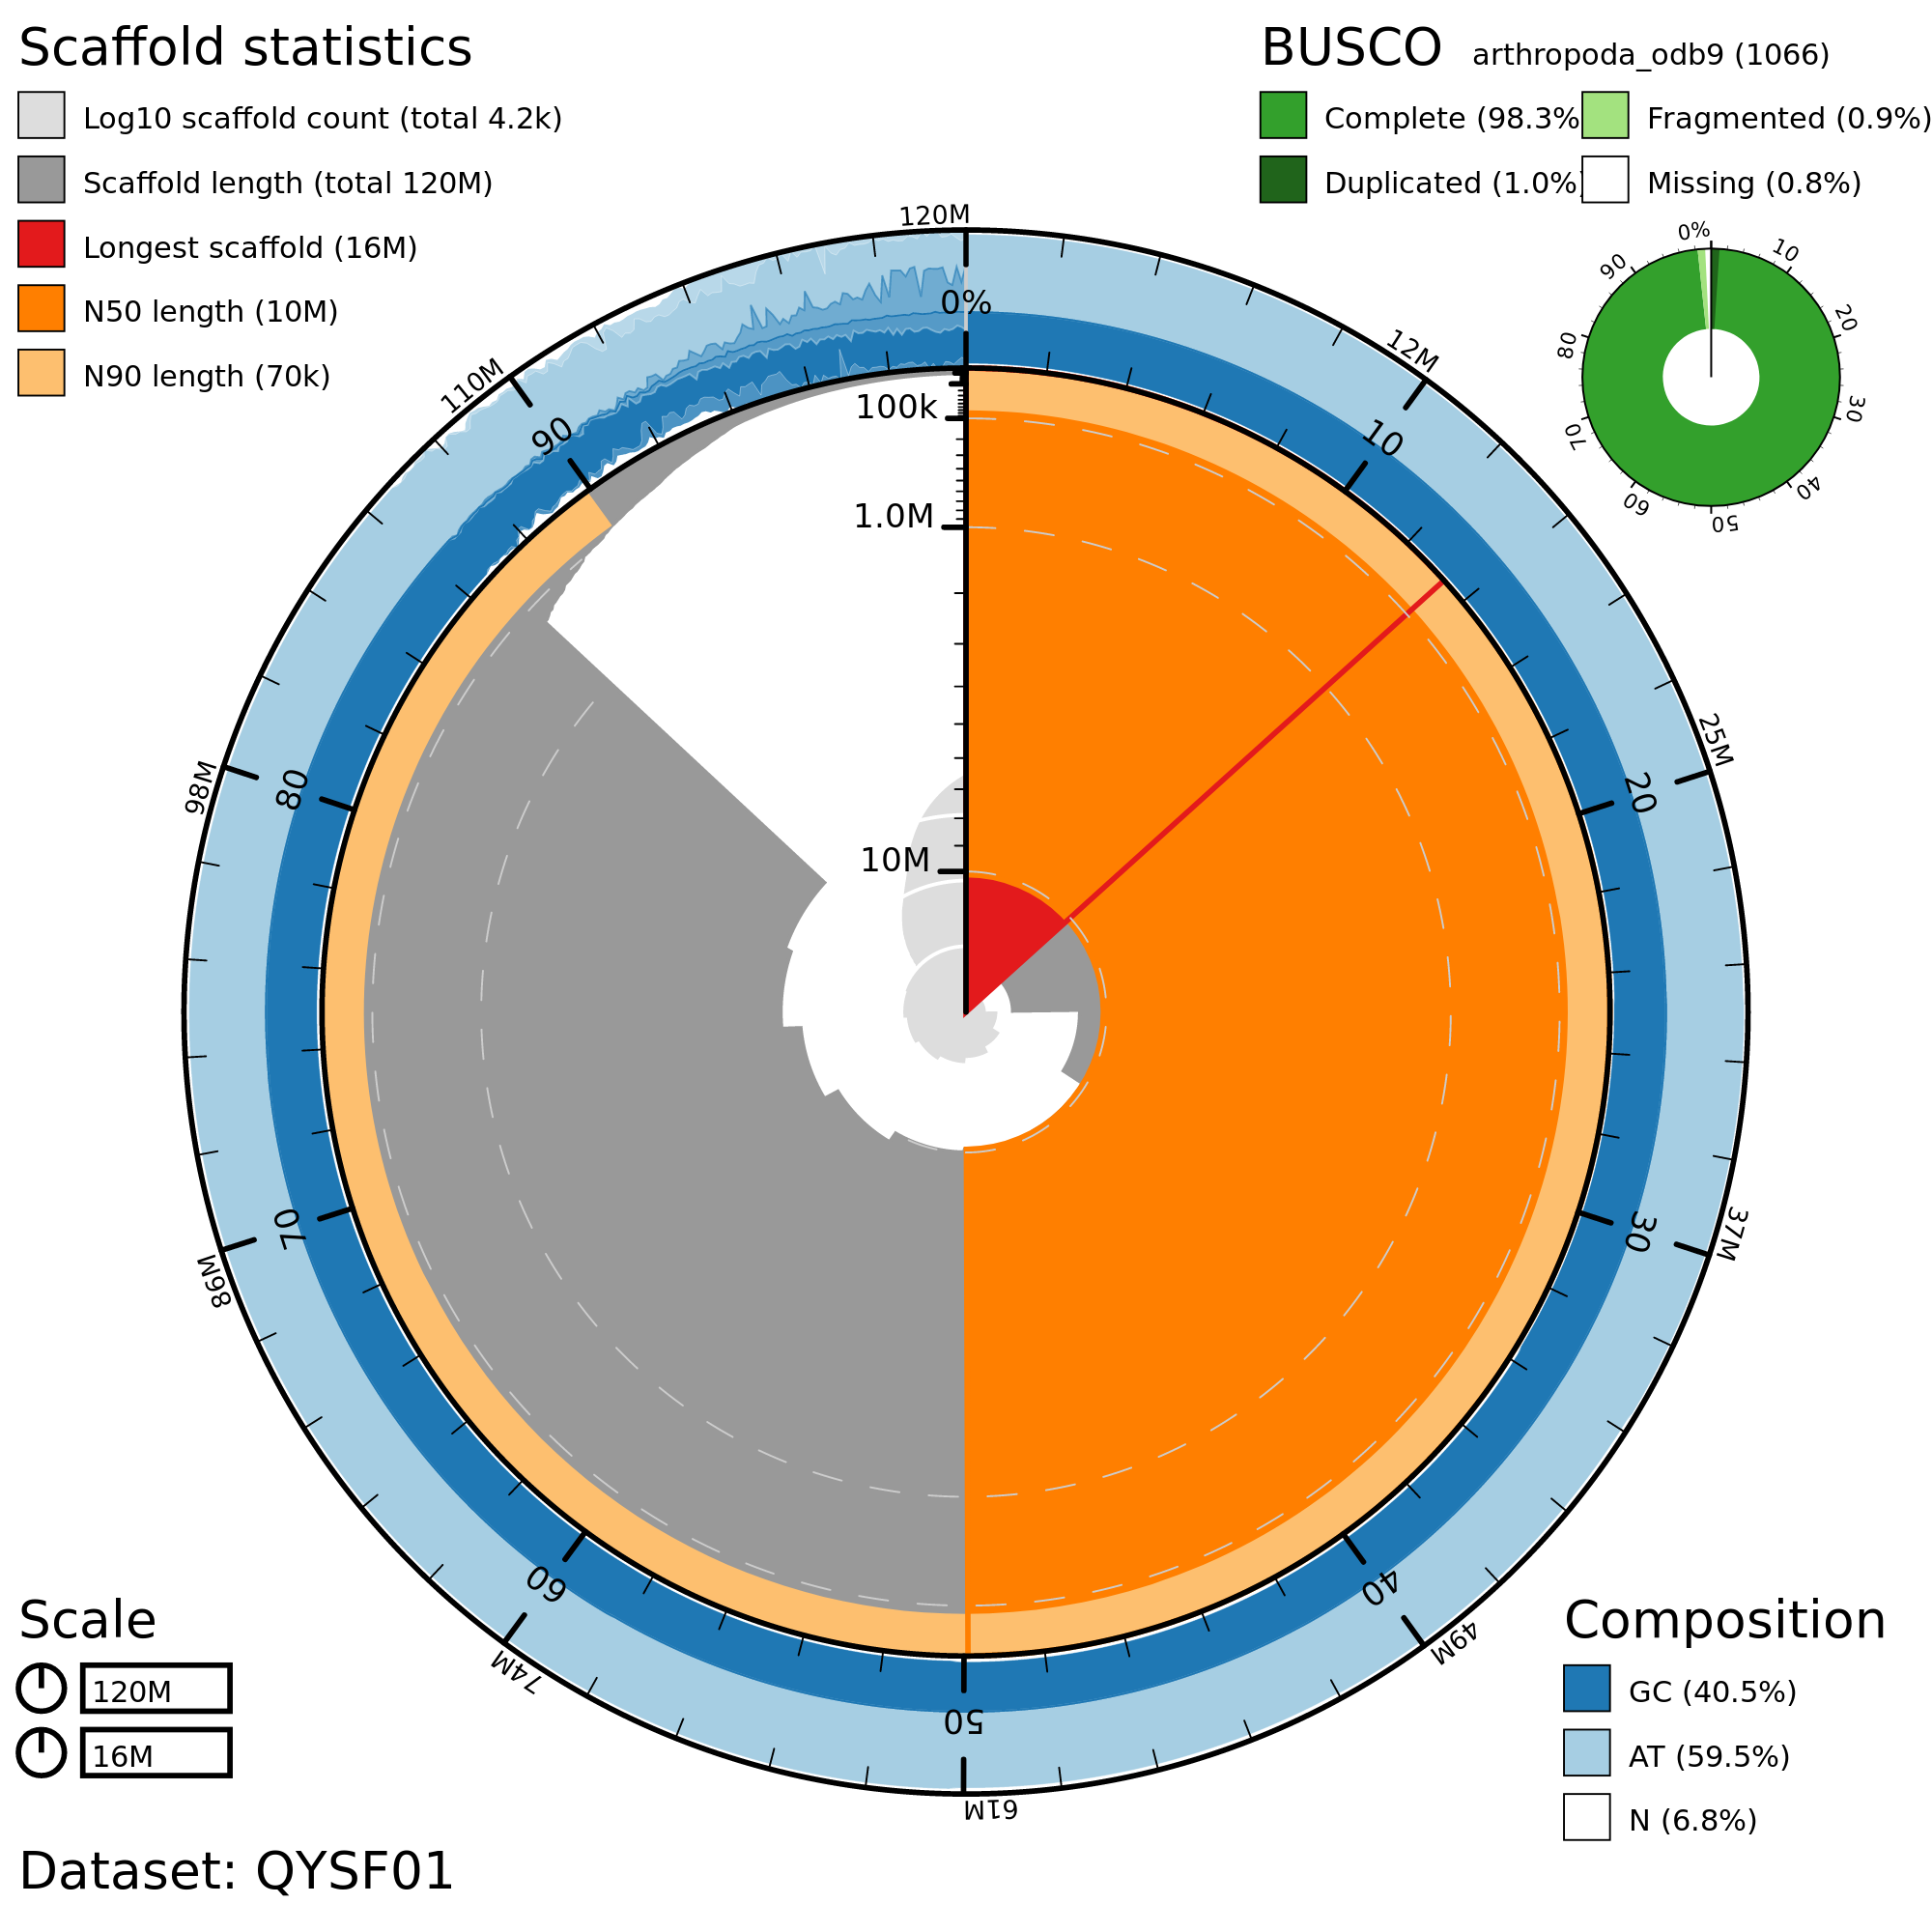 Scaffold statistics
Log10 scaffold count (total 4.2k)
Scaffold length (total 120M)
Longest scaffold (16M)
N50 length (10M)
N90 length (70k)
BUSCO arthropoda_odb9 (1066)
Complete (98.3%
Fragmented (0.9%)
Duplicated (1.0%)
Missing (0.8%)
0%
10
20
30
40
50
60
70
80
90
120M
12M
25M
37M
49M
61M
74M
86M
98M
110M
0%
10
20
30
40
50
60
70
80
90
100k
1.0M
10M
Scale
120M
16M
Composition
GC (40.5%)
AT (59.5%)
N (6.8%)
Dataset: QYSF01